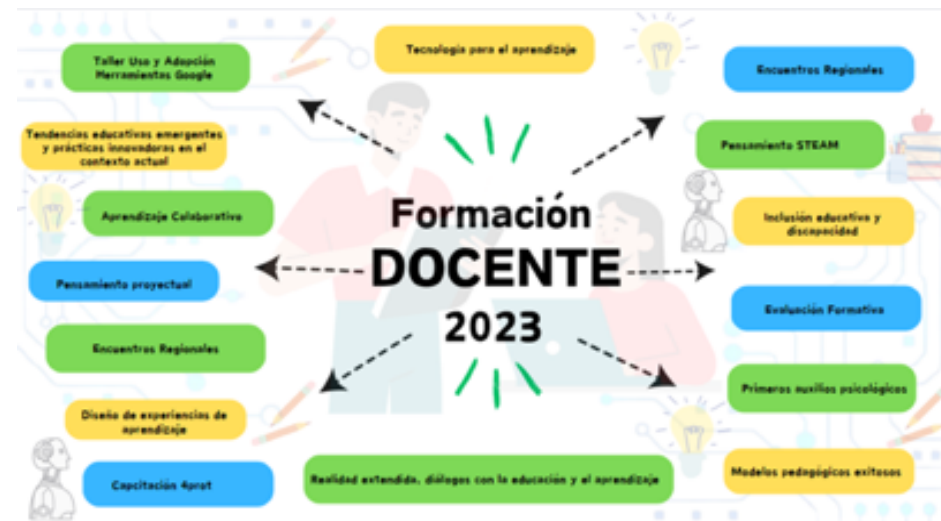 Tecnología para el aprendizaje
Taller Uso y Adopción
Herramientas Google
Tendencias educativas emergentes
y prácticas innovadoras en el
contexto actual
Aprendizaje Colaborativo
Pensamiento proyectual
Encuentros Regionales
Diseño de experiencias de
aprendizaje
Capcitación 4prot
Formación
DOCENTE
2023
Realidad extendida, diálogos con la educación y el aprendizaje
Encuentros Regionales
Pensamiento STEAM
Inclusión educativa y
discapacidad
Evaluación Formativa
Primeros auxilios psicológicos
Modelos pedagógicos exitosos